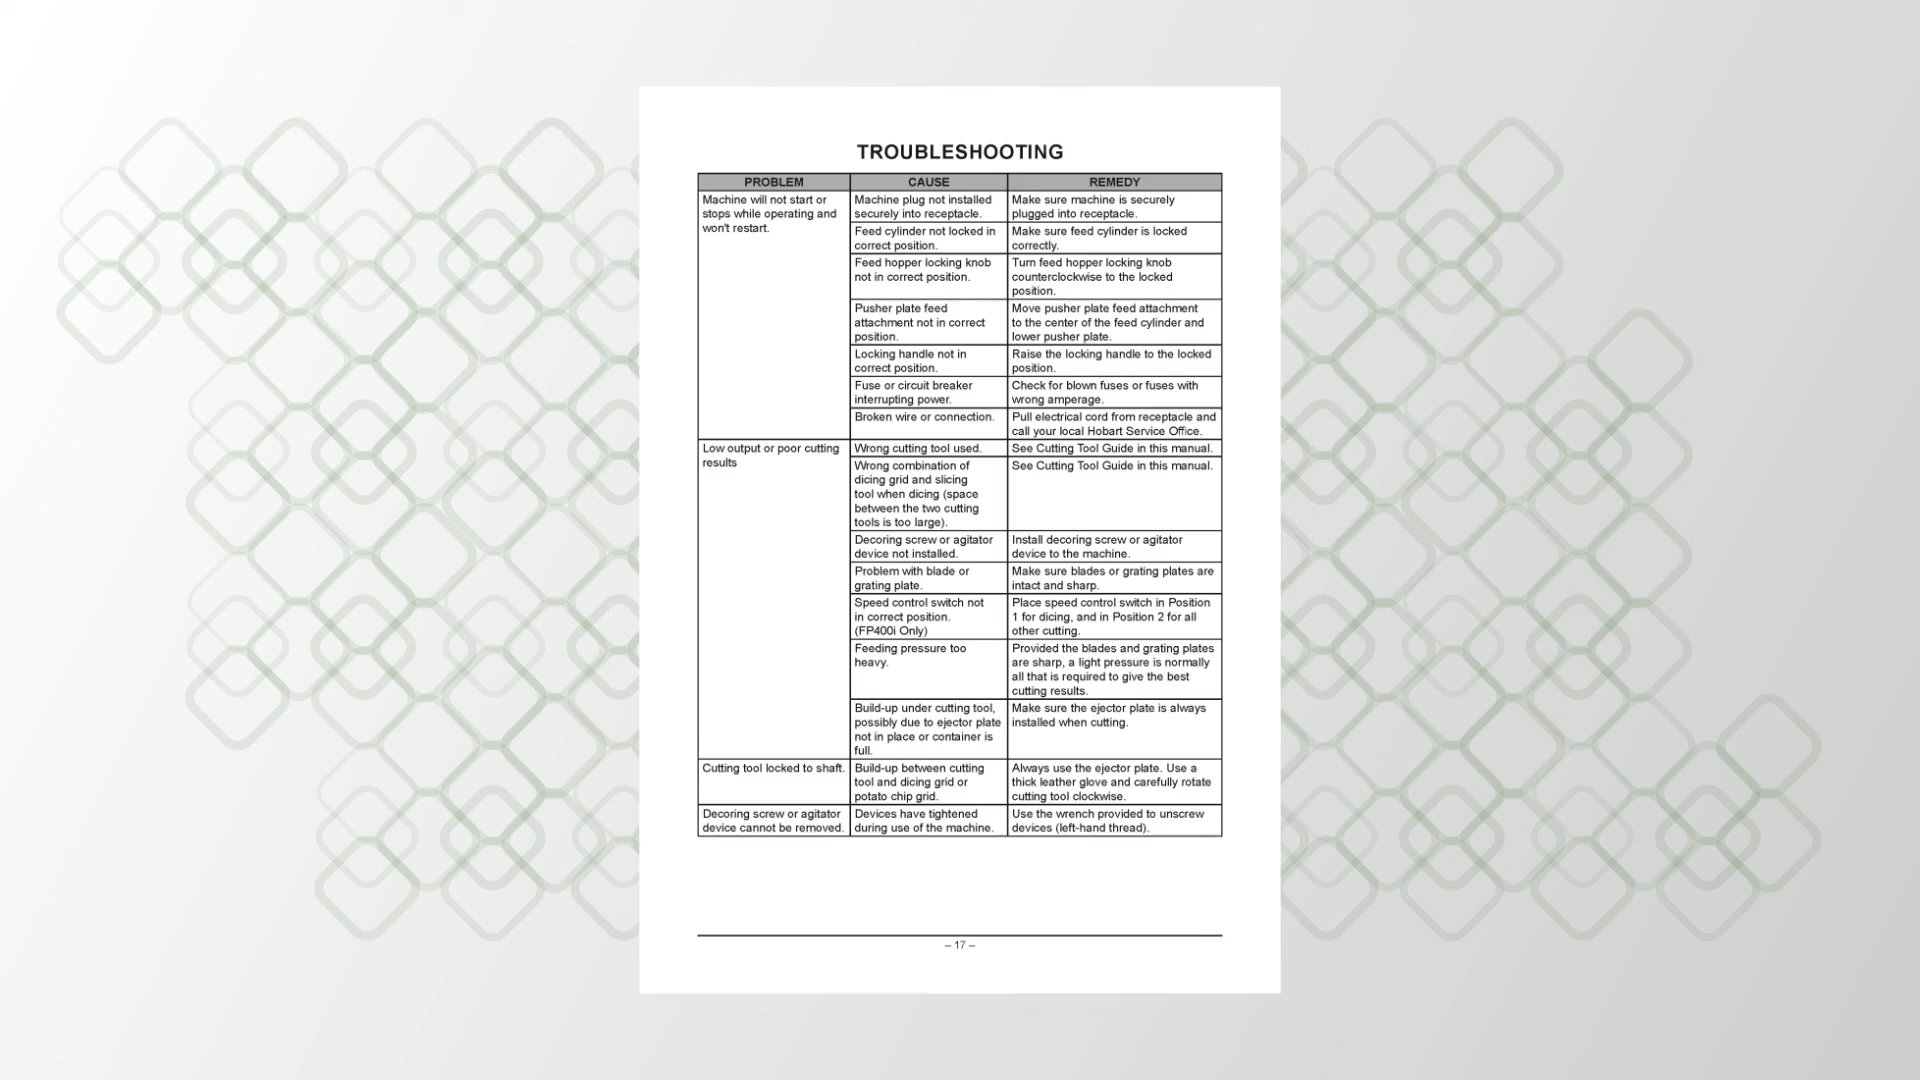 TROUBLESHOOTING
PROBLEM CAUSE REMEDY
Machine will not start or
stops while operating and
won't restart.
Machine plug not installed
securely into receptacle.
Make sure machine is securely
plugged into receptacle.
Feed cylinder not locked in
correct position.
Make sure feed cylinder is locked
correctly.
Feed hopper locking knob
not in correct position.
Turn feed hopper locking knob
counterclockwise to the locked
position.
Pusher plate feed
attachment not in correct
position.
Move pusher plate feed attachment
to the center of the feed cylinder and
lower pusher plate.
Locking handle not in
correct position.
Raise the locking handle to the locked
position.
Fuse or circuit breaker
interrupting power.
Check for blown fuses or fuses with
wrong amperage.
Broken wire or connection.
Pull electrical cord from receptacle and
call your local Hobart Service Office.
Low output or poor cutting
results
Wrong cutting tool used.
See Cutting Tool Guide in this manual.
Wrong combination of
dicing grid and slicing
tool when dicing (space
between the two cutting
tools is too large).
See Cutting Tool Guide in this manual.
Decoring screw or agitator
device not installed.
Install decoring screw or agitator
device to the machine.
Problem with blade or
grating plate.
Make sure blades or grating plates are
intact and sharp.
Speed control switch not
in correct position.
(FP400i Only)
Place speed control switch in Position
1 for dicing, and in Position 2 for all
other cutting.
Feeding pressure too
heavy.
Provided the blades and grating plates
are sharp, a light pressure is normally
all that is required to give the best
cutting results.
Build-up under cutting tool,
possibly due to ejector plate
not in place or container is
full.
Make sure the ejector plate is always
installed when cutting.
Cutting tool locked to shaft.
Build-up between cutting
tool and dicing grid or
potato chip grid.
Always use the ejector plate. Use a
thick leather glove and carefully rotate
cutting tool clockwise.
Decoring screw or agitator
device cannot be removed.
Devices have tightened
during use of the machine.
Use the wrench provided to unscrew
devices (left-hand thread).
– 17 –